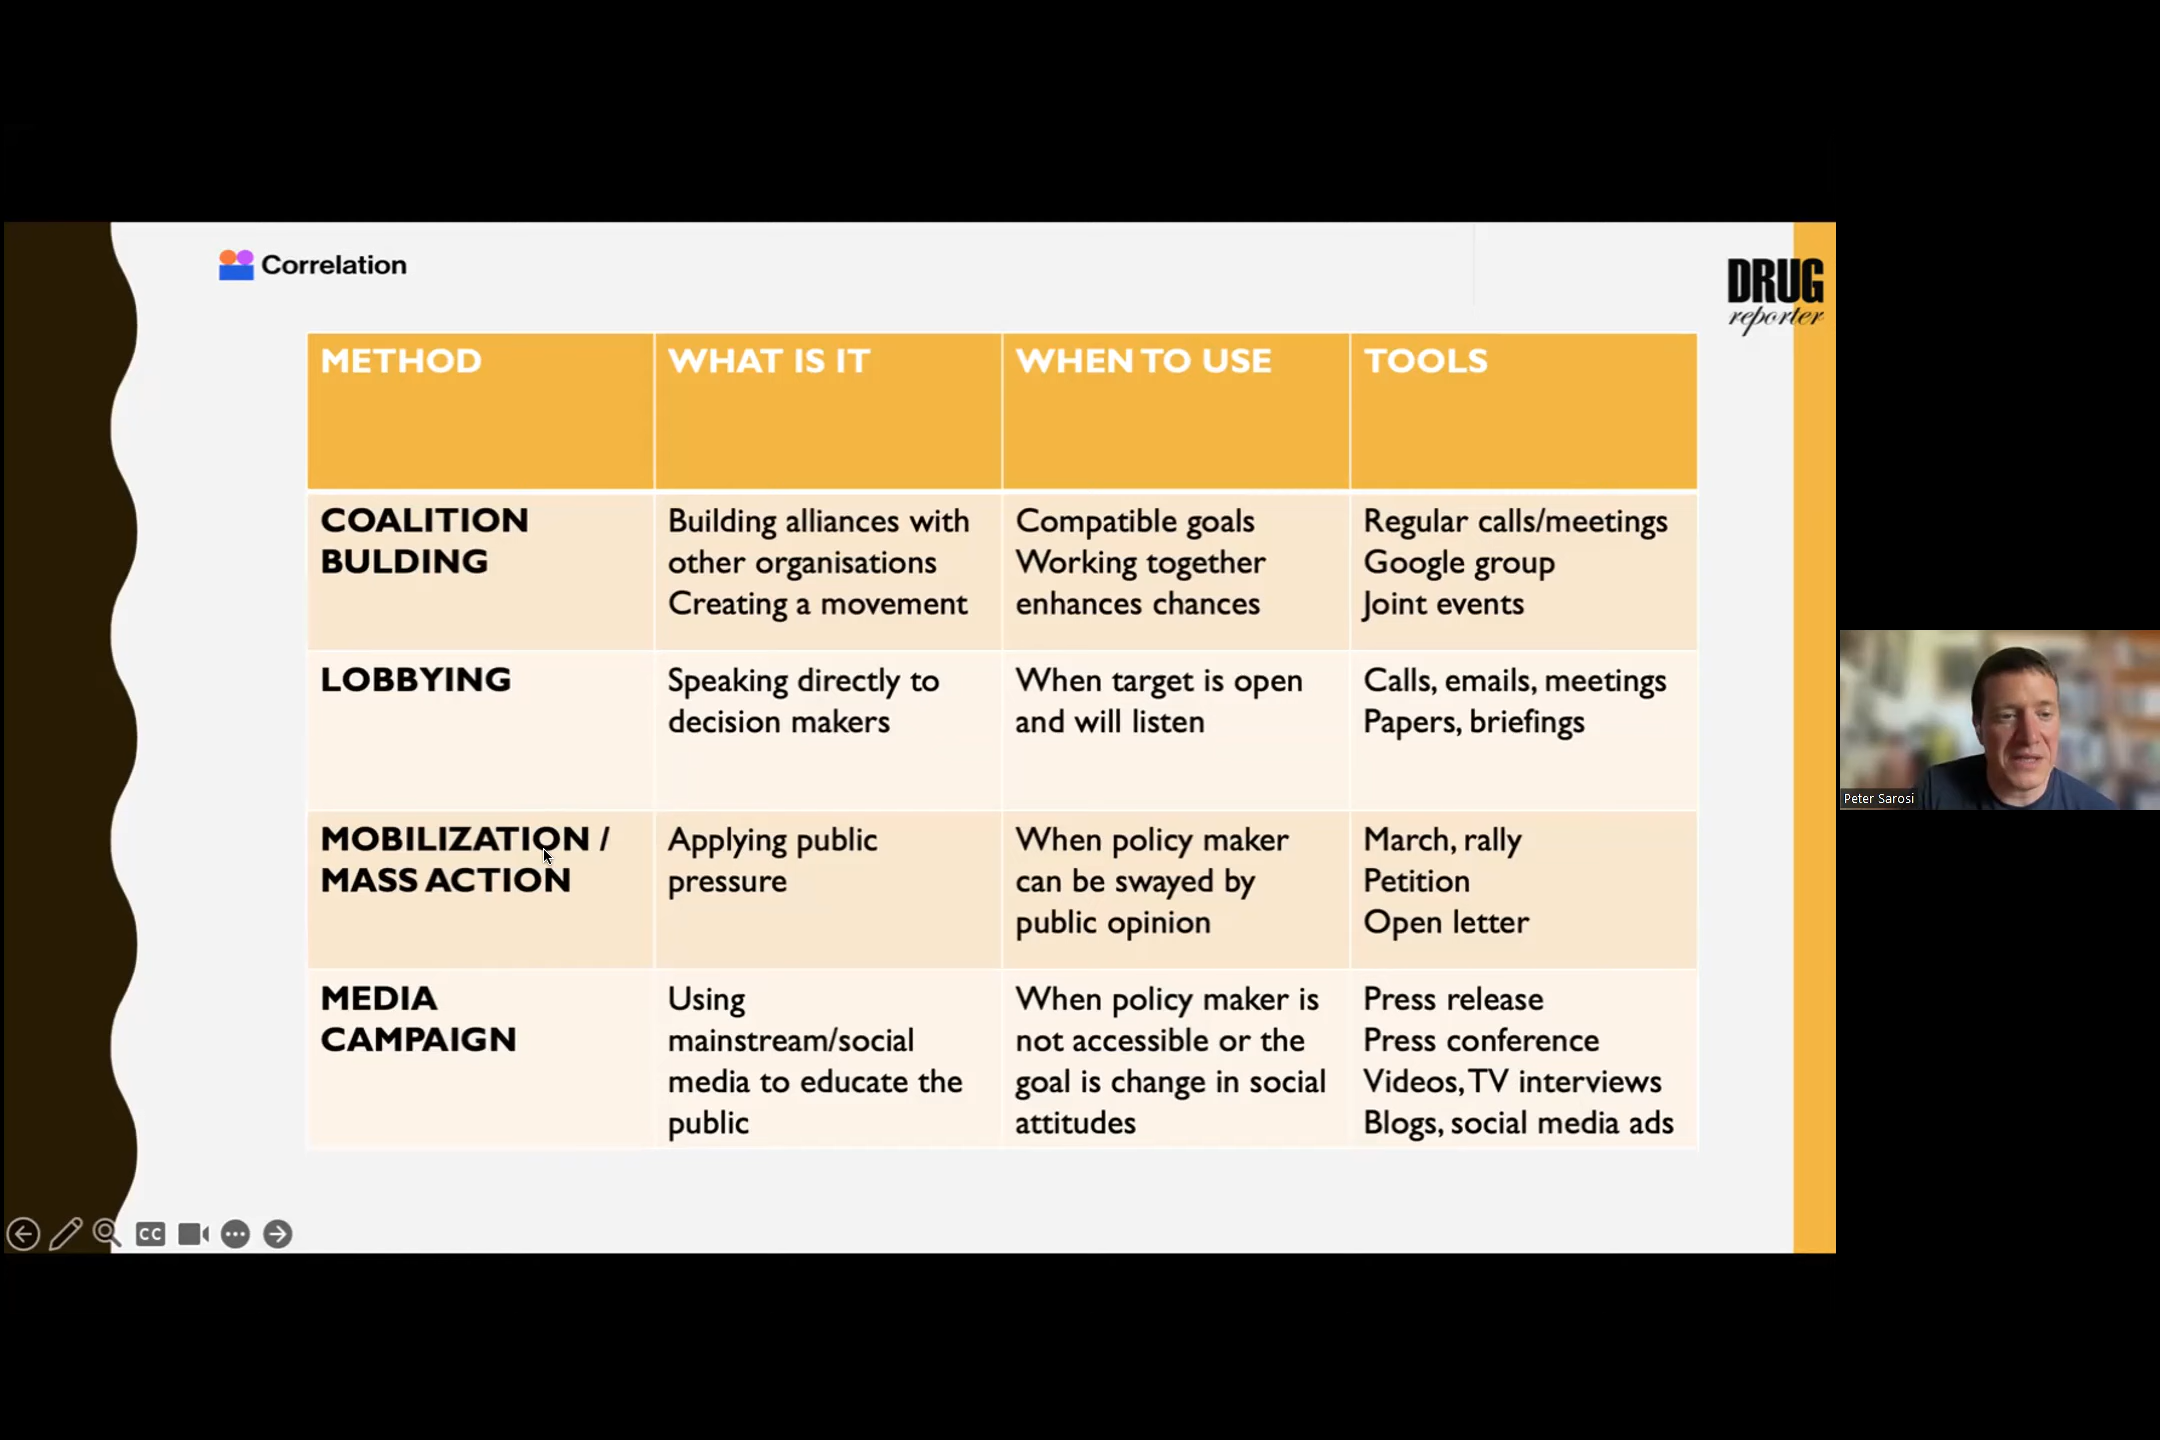 Correlation
DRUG
reporter
METHOD
WHAT IS IT
WHEN TO USE
TOOLS
COALITION
BULDING
Building alliances with
other organisations
Creating a movement
Compatible goals
Working together
enhances chances
Regular calls/meetings
Google group
Joint events
LOBBYING
Speaking directly to
decision makers
When target is open
and will listen
Calls, emails, meetings
Papers, briefings
MOBILIZATION /
MASS ACTION
Applying public
pressure
When policy maker
can be swayed by
public opinion
March, rally
Petition
Open letter
MEDIA
CAMPAIGN
Using
mainstream/social
media to educate the
public
When policy maker is
not accessible or the
goal is change in social
attitudes
Press release
Press conference
Videos, TV interviews
Blogs, social media ads
Peter Sarosi
CC